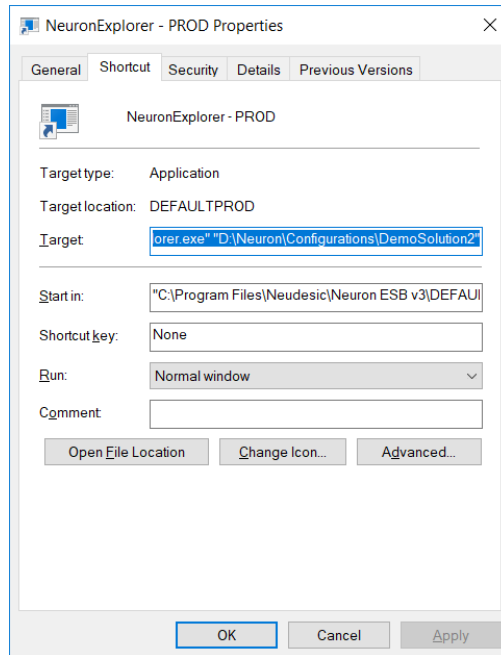 NeuronExplorer - PROD Properties
General Shortcut Security Details Previous Versions
NeuronExplorer - PROD
Target type: Application
Target location: DEFAULTPROD
Target: orer.exe" "D:\Neuron\Configurations\DemoSolution2"
Start in: "C:\Program Files\Neudesic\Neuron ESB v3\DEFAUL
Shortcut key: None
Run: Normal window
Comment:
Open File Location Change Icon... Advanced...
OK Cancel Apply